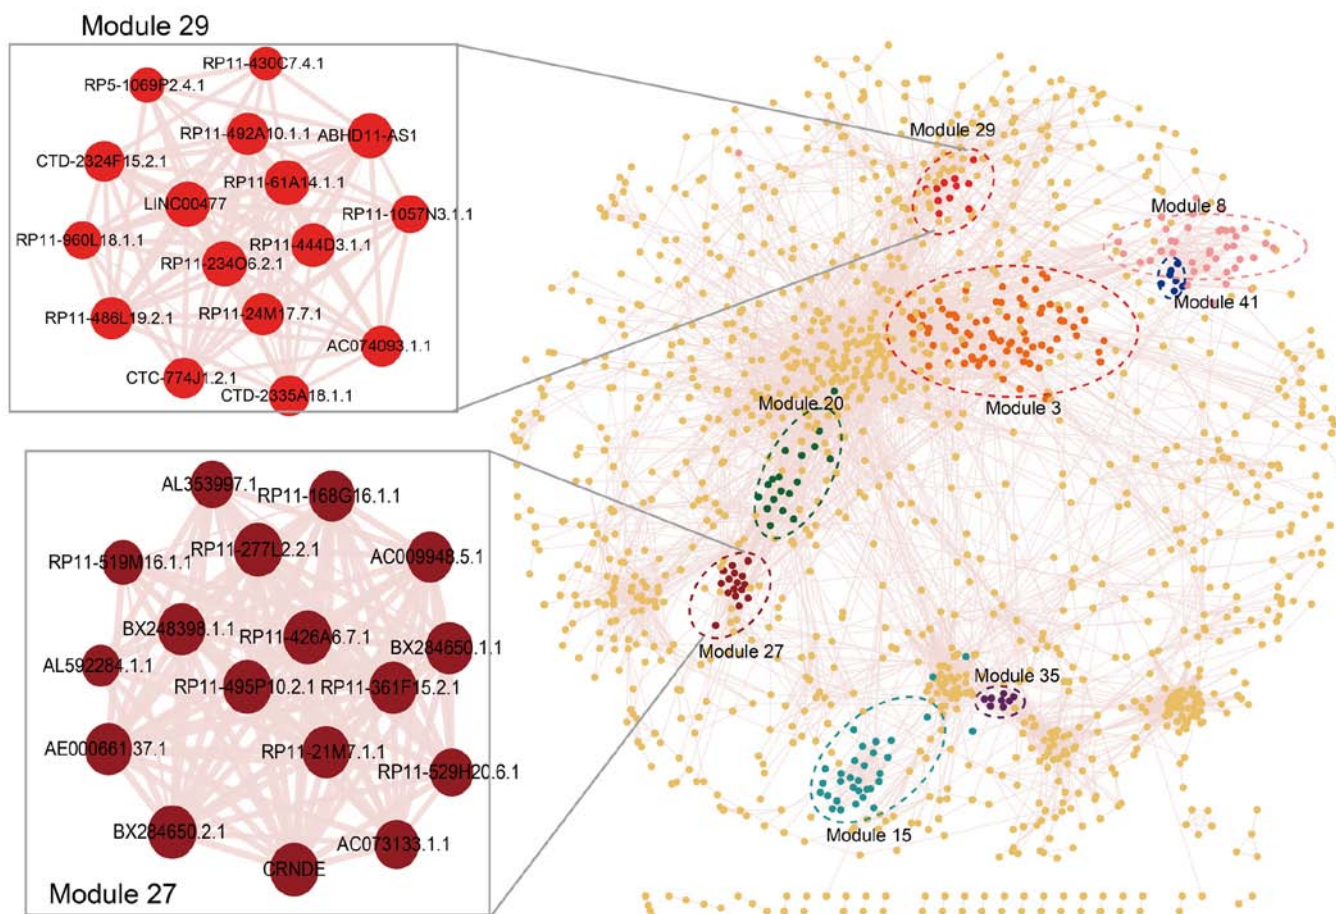 Module 29
RP11-430C7.4.1
RP5-1069P2.4.1
RP11-492A10.1.1
ABHD11-AS1
CTD-2324F15.2.1
RP11-61A14.1.1
LINC00477
RP11-1057N3.1.1
RP11-960L18.1.1
RP11-444D3.1.1
RP11-234O6.2.1
RP11-486L19.2.1
RP11-24M17.7.1
AC074093.1.1
CTC-774J1.2.1
CTD-2335A18.1.1
AL353997.1
RP11-168G16.1.1
RP11-277L2.2.1
RP11-519M16.1.1
AC009948.5.1
BX248398.1.1
RP11-426A6.7.1
BX284650.1.1
AL592284.1.1
RP11-495P10.2.1
RP11-361F15.2.1
AE000661.37.1
RP11-21M7.1.1
RP11-529H20.6.1
BX284650.2.1
AC073133.1.1
CRNDE
Module 27
Module 29
Module 8
Module 41
Module 3
Module 20
Module 27
Module 35
Module 15